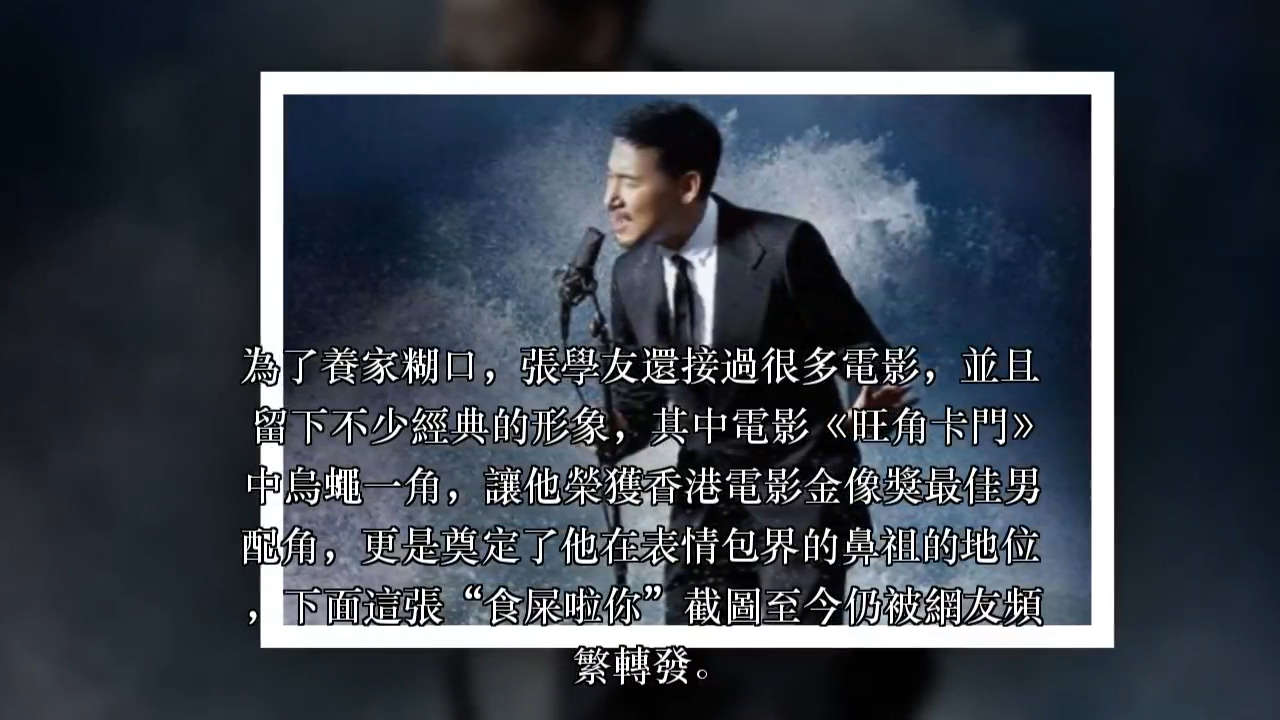 為了養家糊口，張學友還接過很多電影，並且
留下不少經典的形象，其中電影《旺角卡門》
中烏蠅一角，讓他榮獲香港電影金像獎最佳男
配角，更是奠定了他在表情包界的鼻祖的地位
，下面這張“食屎啦你”截圖至今仍被網友頻
繁轉發。